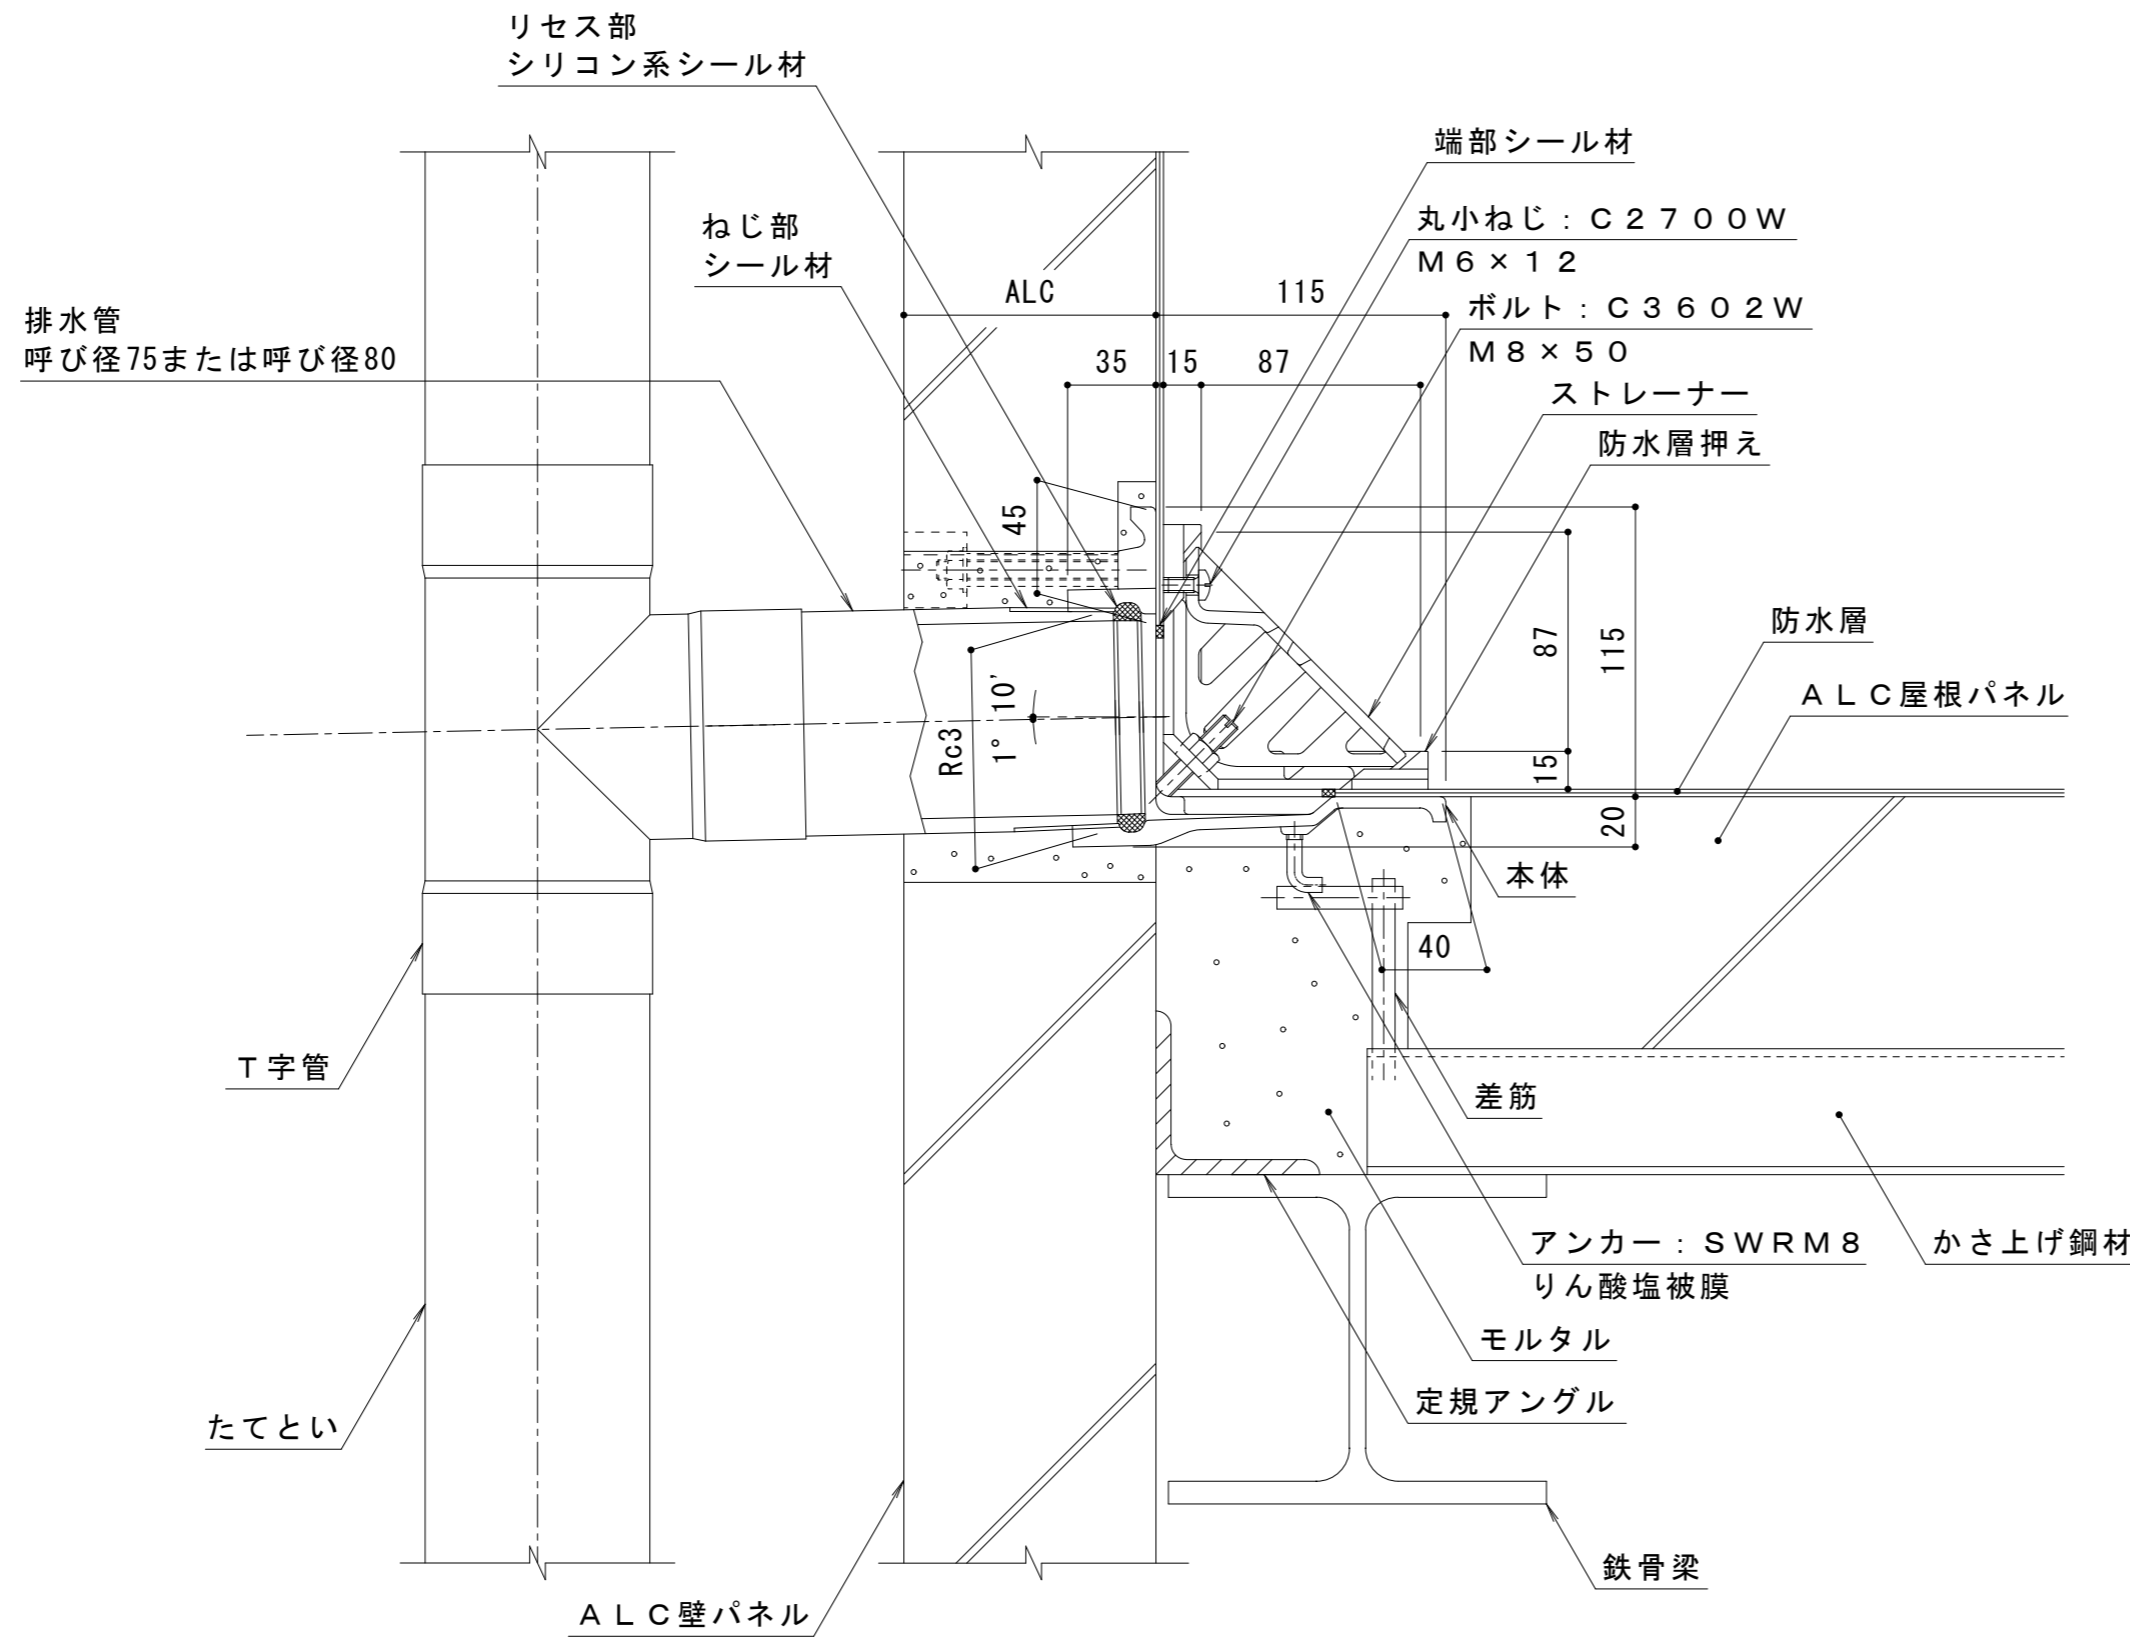 リセス部
シリコン系シール材
端部シール材
ねじ部
シール材
丸小ねじ：Ｃ２７００Ｗ
Ｍ６×１２
ALC
115
ボルト：Ｃ３６０２Ｗ
Ｍ８×５０
排水管
呼び径75または呼び径80
35
15
87
ストレーナー
防水層押え
45
87
115
防水層
ＡＬＣ屋根パネル
Rc3
1° 10'
15
20
本体
40
Ｔ字管
差筋
アンカー：ＳＷＲＭ８
りん酸塩被膜
かさ上げ鋼材
モルタル
定規アングル
たてとい
鉄骨梁
ＡＬＣ壁パネル